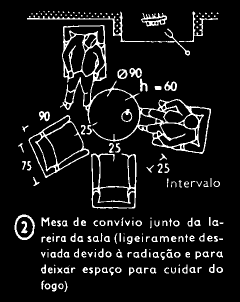 Ø90
h = 60
90
25
75
25
25
Intervalo
2 Mesa de convívio junto da la-
reira da sala (ligeiramente des-
viada devido à radiação e para
deixar espaço para cuidar do
fogo)